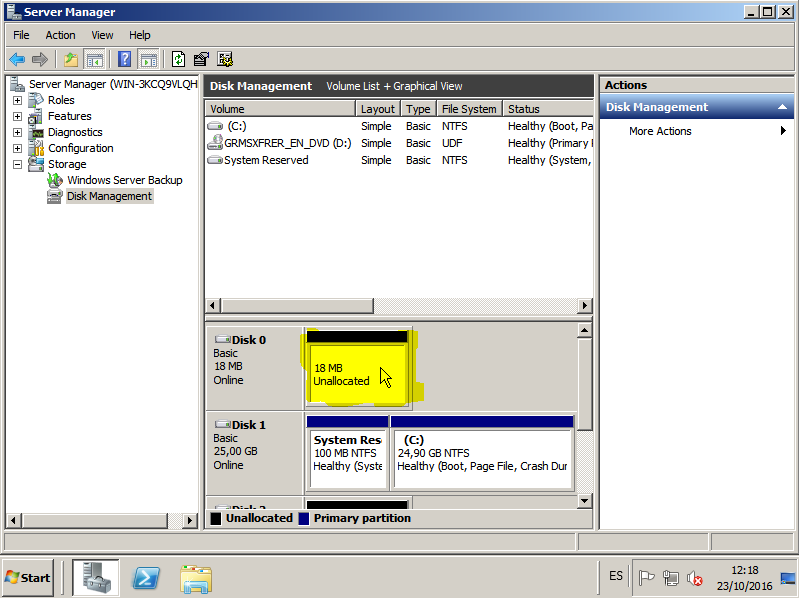 Server Manager
File Action View Help
Server Manager (WIN-3KCQ9VLQH
Roles
Features
Diagnostics
Configuration
Storage
Windows Server Backup
Disk Management
Disk Management Volume List + Graphical View
Volume Layout Type File System Status
(C:) Simple Basic NTFS Healthy (Boot, Pa
GRMSXFRER_EN_DVD (D:) Simple Basic UDF Healthy (Primary
System Reserved Simple Basic NTFS Healthy (System,
Disk 0
Basic
18 MB
Online
18 MB
Unallocated
Disk 1
Basic
25,00 GB
Online
System Res
100 MB NTFS
Healthy (Syste
(C:)
24,90 GB NTFS
Healthy (Boot, Page File, Crash Dur
Unallocated Primary partition
Actions
Disk Management
More Actions
Start
ES
12:18
23/10/2016